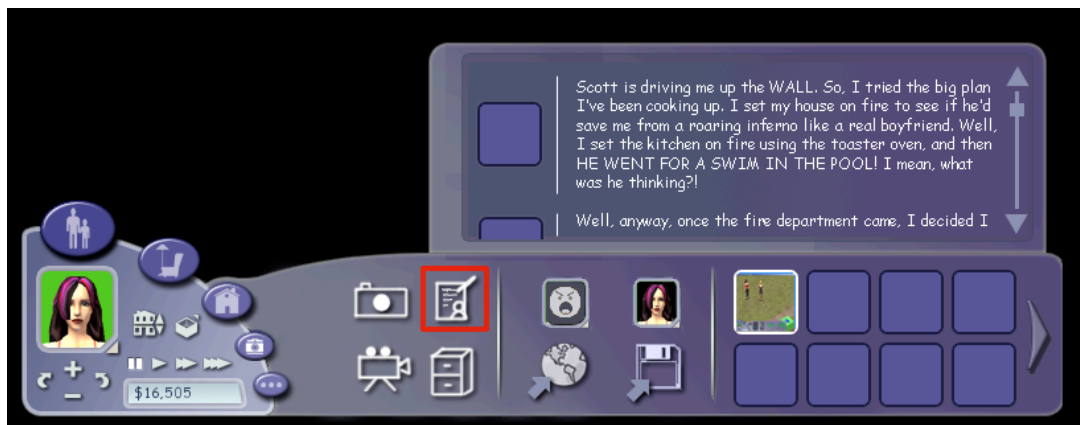 Scott is driving me up the WALL. So, I tried the big plan
I've been cooking up. I set my house on fire to see if he'd
save me from a roaring inferno like a real boyfriend. Well,
I set the kitchen on fire using the toaster oven, and then
HE WENT FOR A SWIM IN THE POOL! I mean, what
was he thinking?!
Well, anyway, once the fire department came, I decided I
$16,505